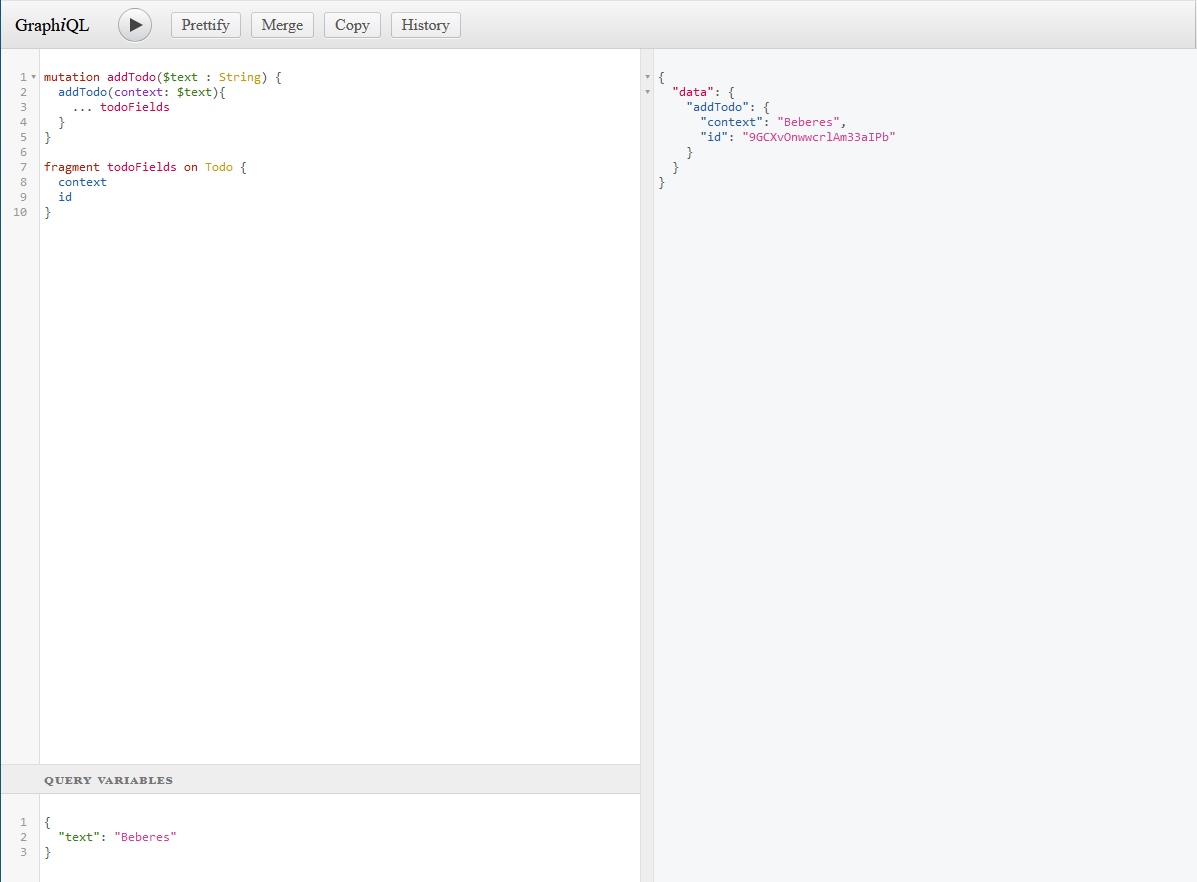 GraphiQL Prettify Merge Copy History
1 mutation addTodo($text : String) {
2   addTodo(context: $text){
3     ... todoFields
4   }
5 }
6
7 fragment todoFields on Todo {
8   context
9   id
10 }
QUERY VARIABLES
1 {
2   "text": "Beberes"
3 }
{
  "data": {
    "addTodo": {
      "context": "Beberes",
      "id": "9GCXvOnwwcrlAm33aIPb"
    }
  }
}